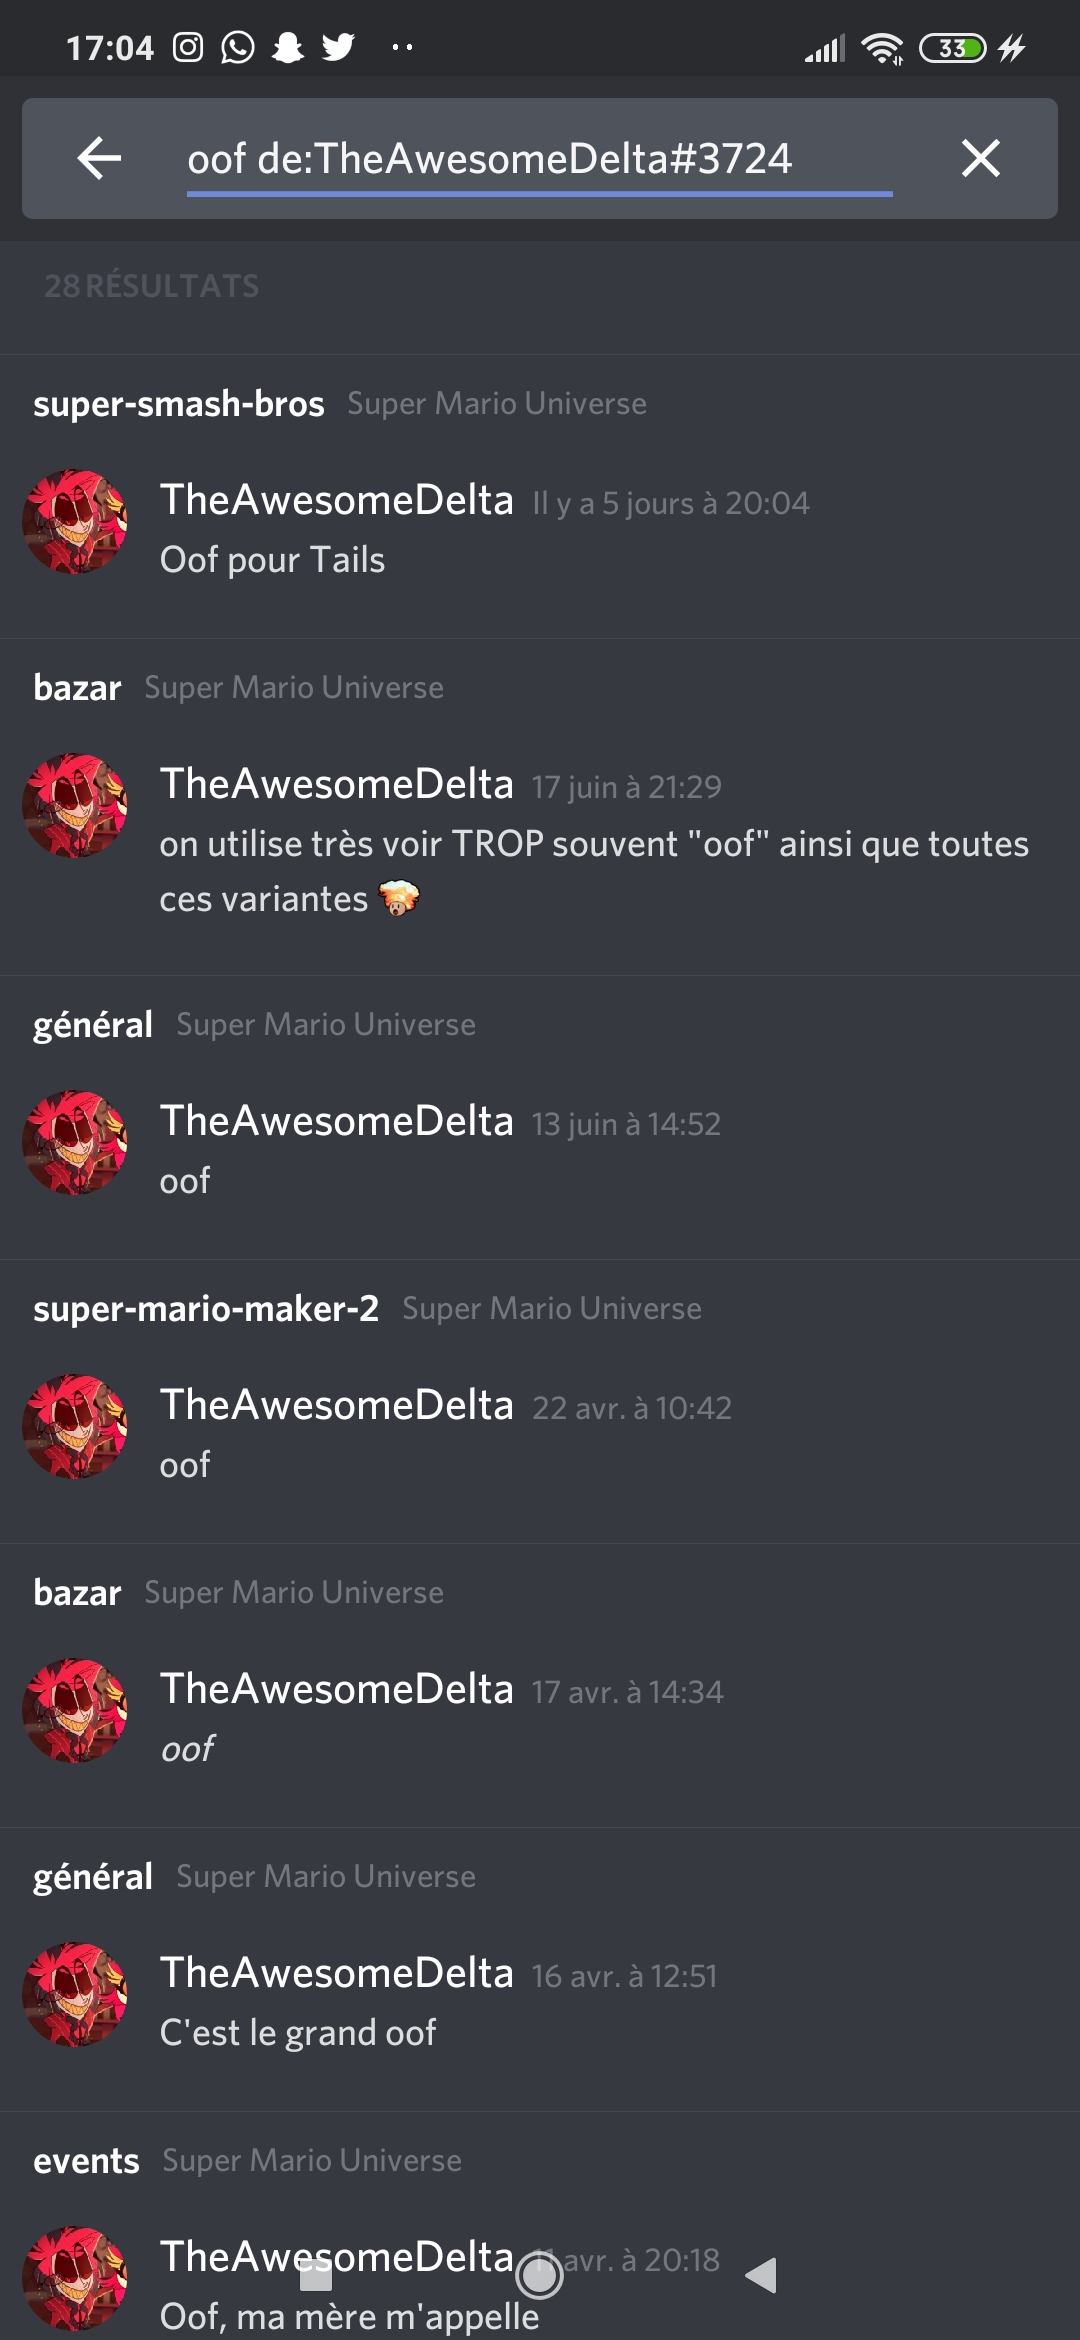 17:04
33
oof de:TheAwesomeDelta#3724
28 RÉSULTATS
super-smash-bros Super Mario Universe
TheAwesomeDelta Il y a 5 jours à 20:04
Oof pour Tails
bazar Super Mario Universe
TheAwesomeDelta 17 juin à 21:29
on utilise très voir TROP souvent "oof" ainsi que toutes
ces variantes
général Super Mario Universe
TheAwesomeDelta 13 juin à 14:52
oof
super-mario-maker-2 Super Mario Universe
TheAwesomeDelta 22 avr. à 10:42
oof
bazar Super Mario Universe
TheAwesomeDelta 17 avr. à 14:34
oof
général Super Mario Universe
TheAwesomeDelta 16 avr. à 12:51
C'est le grand oof
events Super Mario Universe
TheAwesomeDelta 11 avr. à 20:18
Oof, ma mère m'appelle